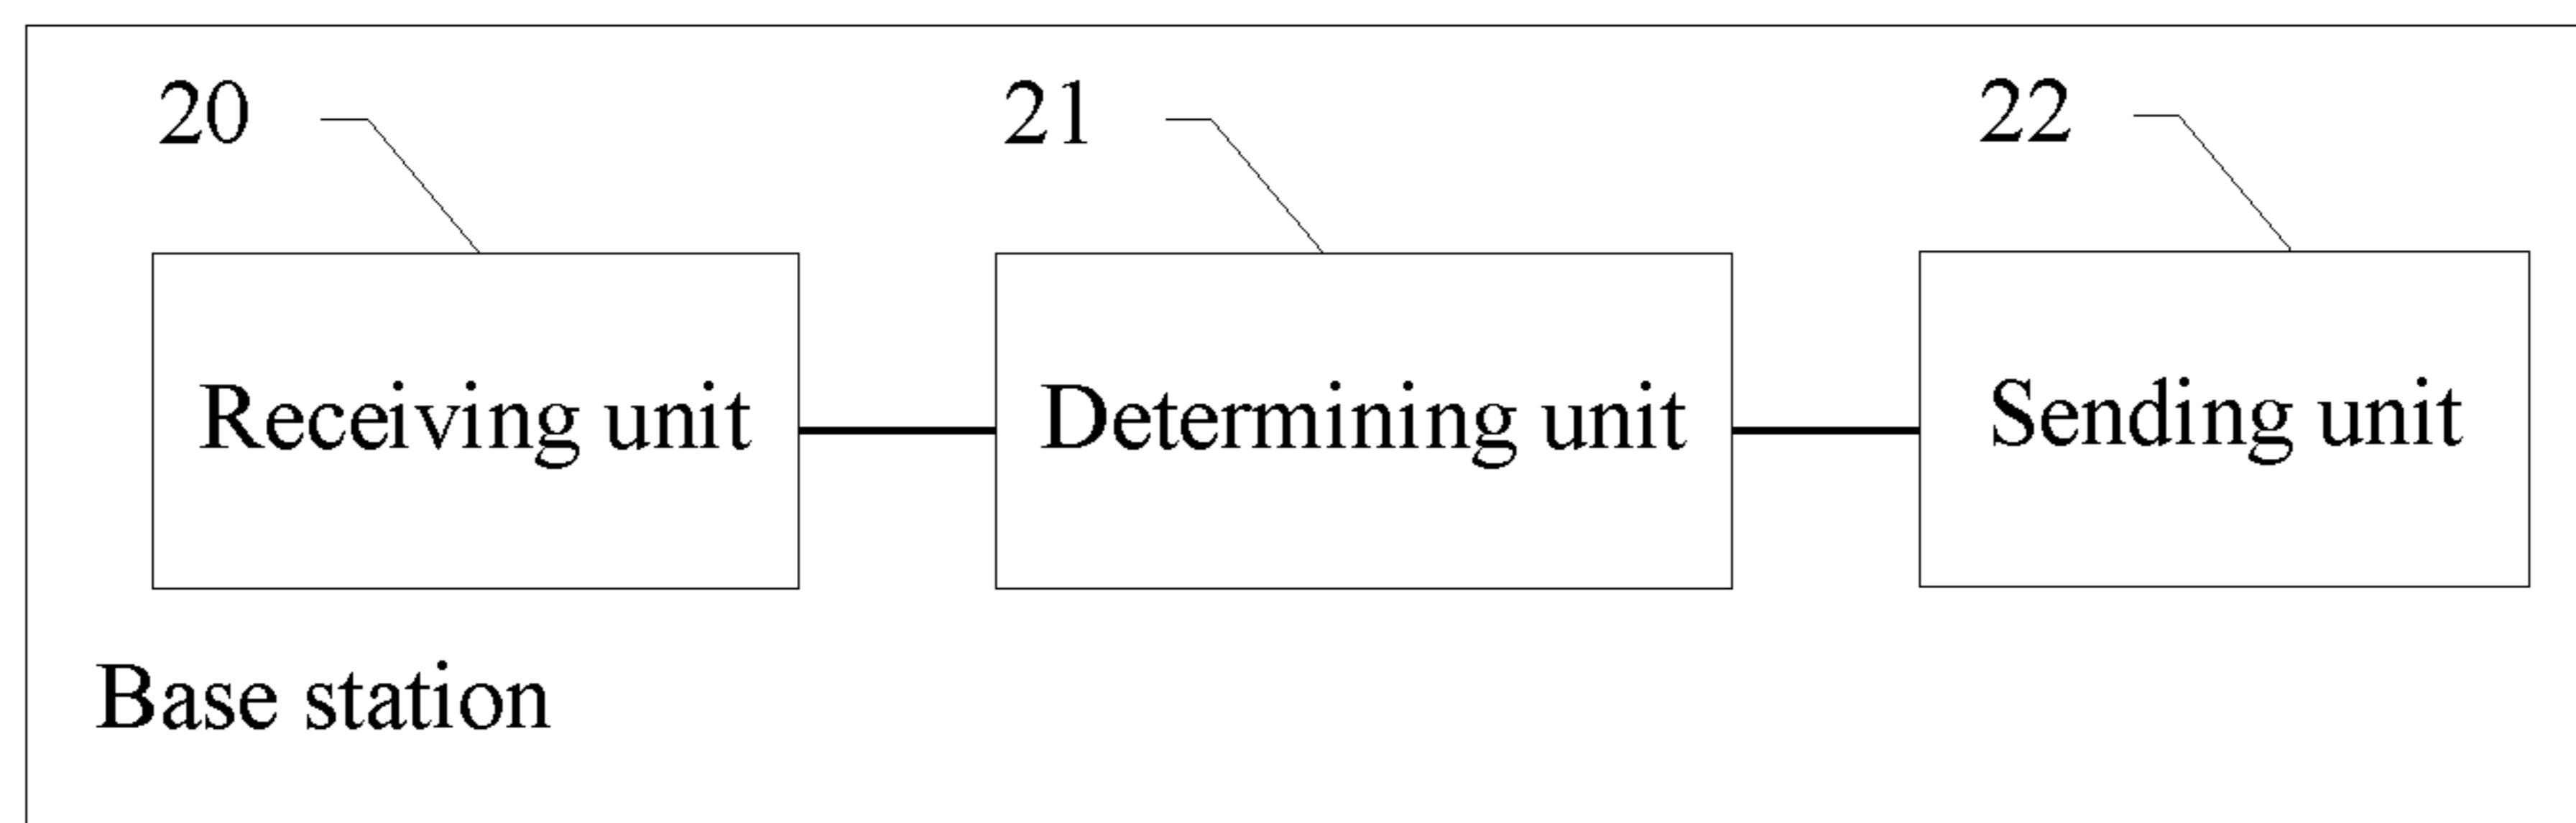 20 21 22
Receiving unit Determining unit Sending unit
Base station